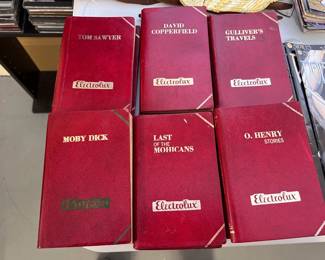 TOM SAWYER
Electrolux
DAVID
COPPERFIELD
Electrolux
GULLIVER'S
TRAVELS
Electrolux
MOBY DICK
LAST
OF THE
MOHICANS
Electrolux
O. HENRY
STORIES
Electrolux